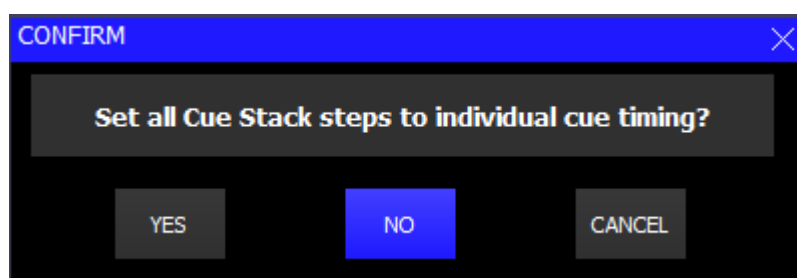 CONFIRM
Set all Cue Stack steps to individual cue timing?
YES NO CANCEL